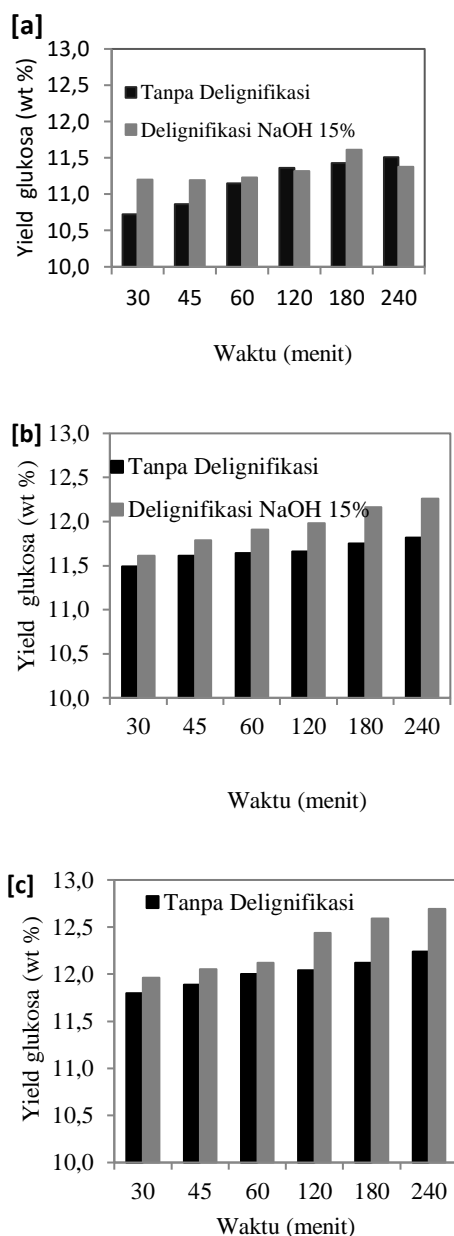 [a]
Yield glukosa (wt %)
13,0
12,5
12,0
11,5
11,0
10,5
10,0
Tanpa Delignifikasi
Delignifikasi NaOH 15%
30 45 60 120 180 240
Waktu (menit)
[b]
Yield glukosa (wt %)
13,0
12,5
12,0
11,5
11,0
10,5
10,0
Tanpa Delignifikasi
Delignifikasi NaOH 15%
30 45 60 120 180 240
Waktu (menit)
[c]
Yield glukosa (wt %)
13,0
12,5
12,0
11,5
11,0
10,5
10,0
Tanpa Delignifikasi
30 45 60 120 180 240
Waktu (menit)